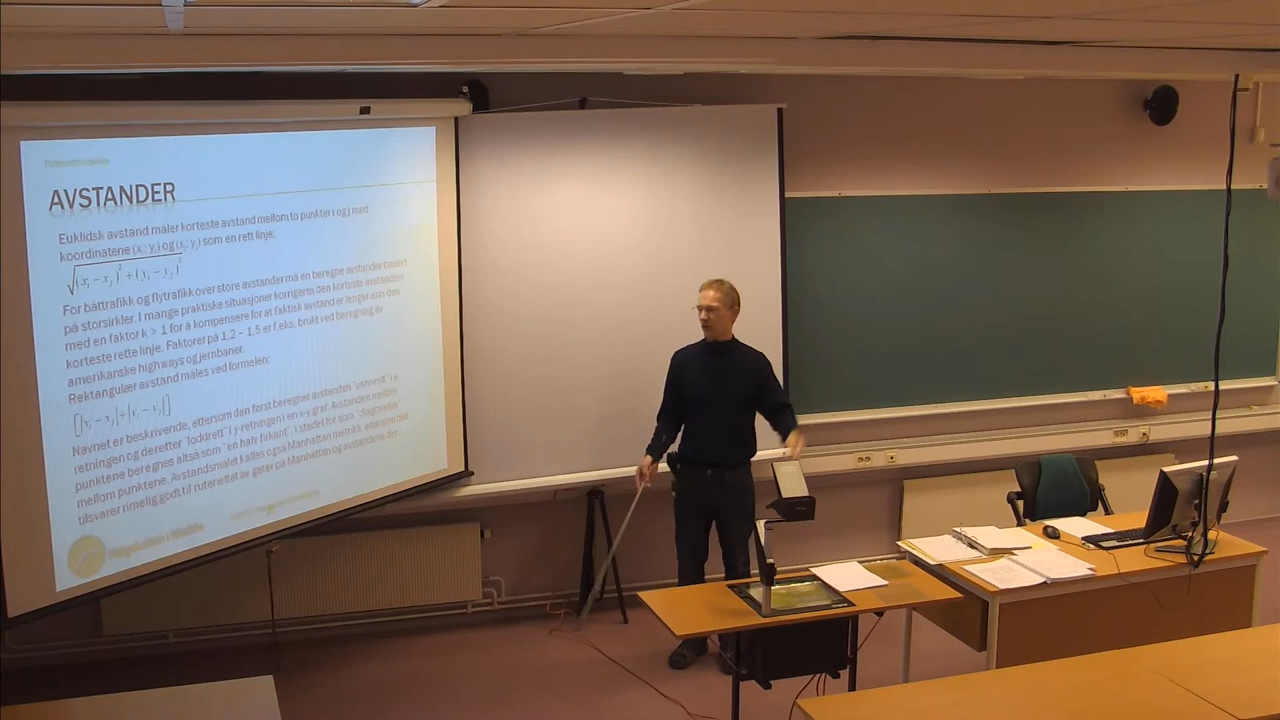 AVSTANDER
Euklidsk avstand måler korteste avstand mellom to punkter i og j med
koordinatene (xᵢ, yᵢ) og (xⱼ, yⱼ) som en rett linje:
√(xᵢ − xⱼ)² + (yᵢ − yⱼ)²
For båttrafikk og flytrafikk over store avstander må en beregne avstander basert
på storsirkler. I mange praktiske situasjoner korrigeres den korteste avstanden
med en faktor k > 1 for å kompensere for at faktisk avstand er lenger enn den
korteste rette linje. Faktorer på 1,2 – 1,5 er f.eks. brukt ved beregning av
amerikanske highways og jernbaner.
Rektangulær avstand måles ved formelen:
Navnet er beskrivende, ettersom den først beregner avstanden "vannrett" i x-
retningen og deretter "loddrett" i y-retningen i en x-y graf. Avstanden mellom
punktene beregnes altså som "en halv firkant", i stedet for som "diagonalen"
mellom punktene. Avstandsmålet kalles også Manhattan metrikk, ettersom det
tilsvarer rimelig godt til rutenettet av gater på Manhattan og avstandene der.
Høgskolen i Molde